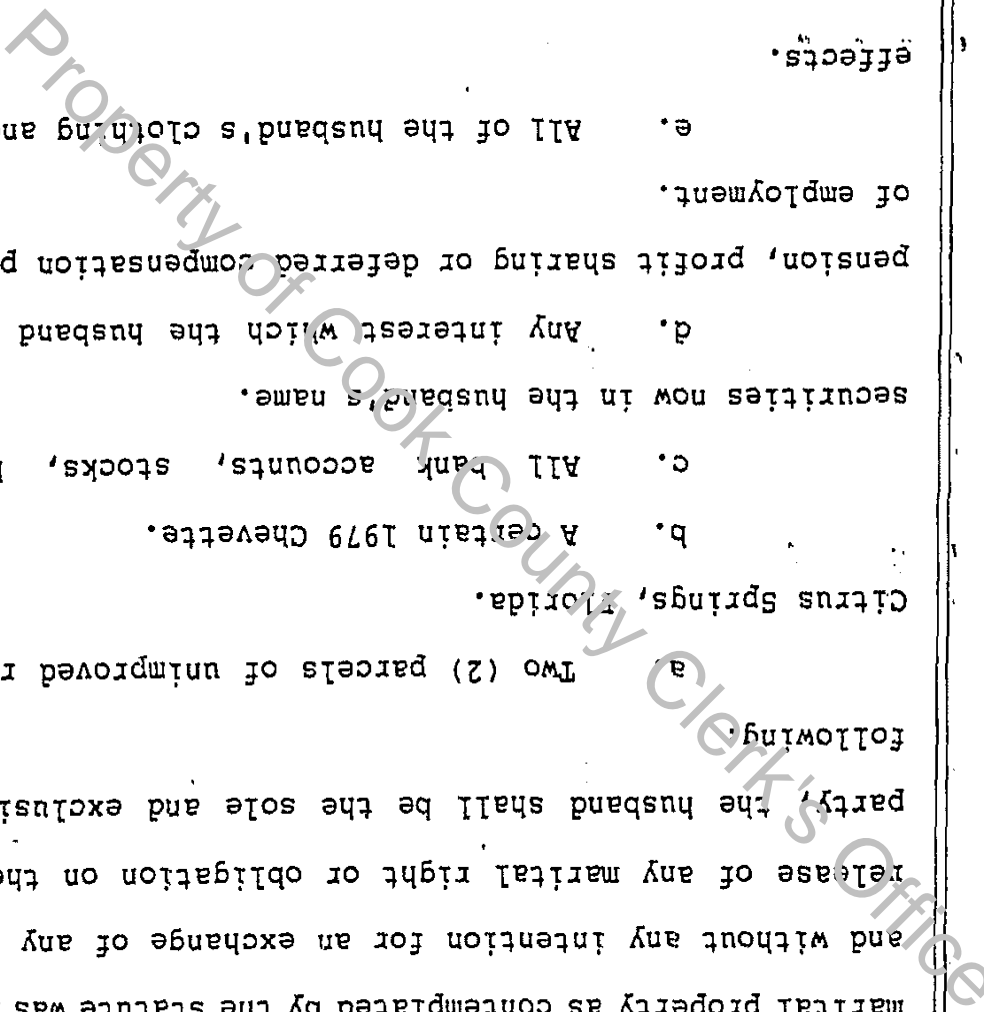 marital property as contemplated by the statute was
and without any intention for an exchange of any
release of any marital right or obligation on the
party, the husband shall be the sole and
following.
a. Two (2) parcels of unimproved
Citrus Springs, Florida.
b. A certain 1979 Chevette.
c. All bank accounts, stocks,
securities now in the husband's name.
d. Any interest which the husband
pension, profit sharing or deferred compensation
of employment.
e. All of the husband's clothing
effects.
Property of Cook County Clerk's Office